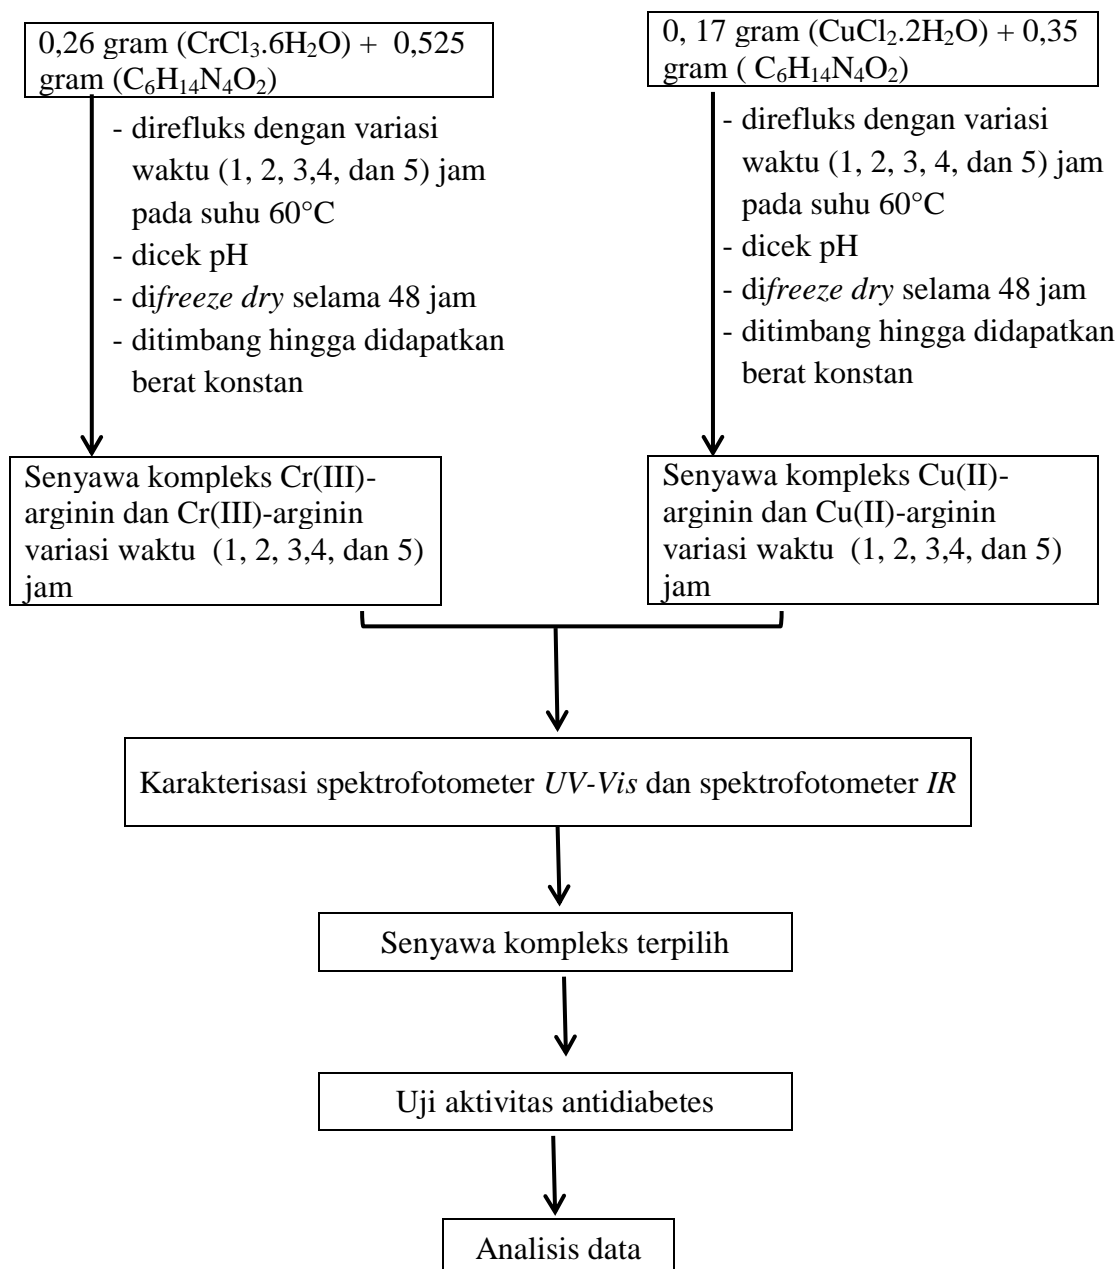 0,26 gram (CrCl₃.6H₂O) + 0,525
gram (C₆H₁₄N₄O₂)
- direfluks dengan variasi
waktu (1, 2, 3,4, dan 5) jam
pada suhu 60°C
- dicek pH
- difreeze dry selama 48 jam
- ditimbang hingga didapatkan
berat konstan
Senyawa kompleks Cr(III)-
arginin dan Cr(III)-arginin
variasi waktu (1, 2, 3,4, dan 5)
jam
0, 17 gram (CuCl₂.2H₂O) + 0,35
gram ( C₆H₁₄N₄O₂)
- direfluks dengan variasi
waktu (1, 2, 3, 4, dan 5) jam
pada suhu 60°C
- dicek pH
- difreeze dry selama 48 jam
- ditimbang hingga didapatkan
berat konstan
Senyawa kompleks Cu(II)-
arginin dan Cu(II)-arginin
variasi waktu (1, 2, 3,4, dan 5)
jam
Karakterisasi spektrofotometer UV-Vis dan spektrofotometer IR
Senyawa kompleks terpilih
Uji aktivitas antidiabetes
Analisis data